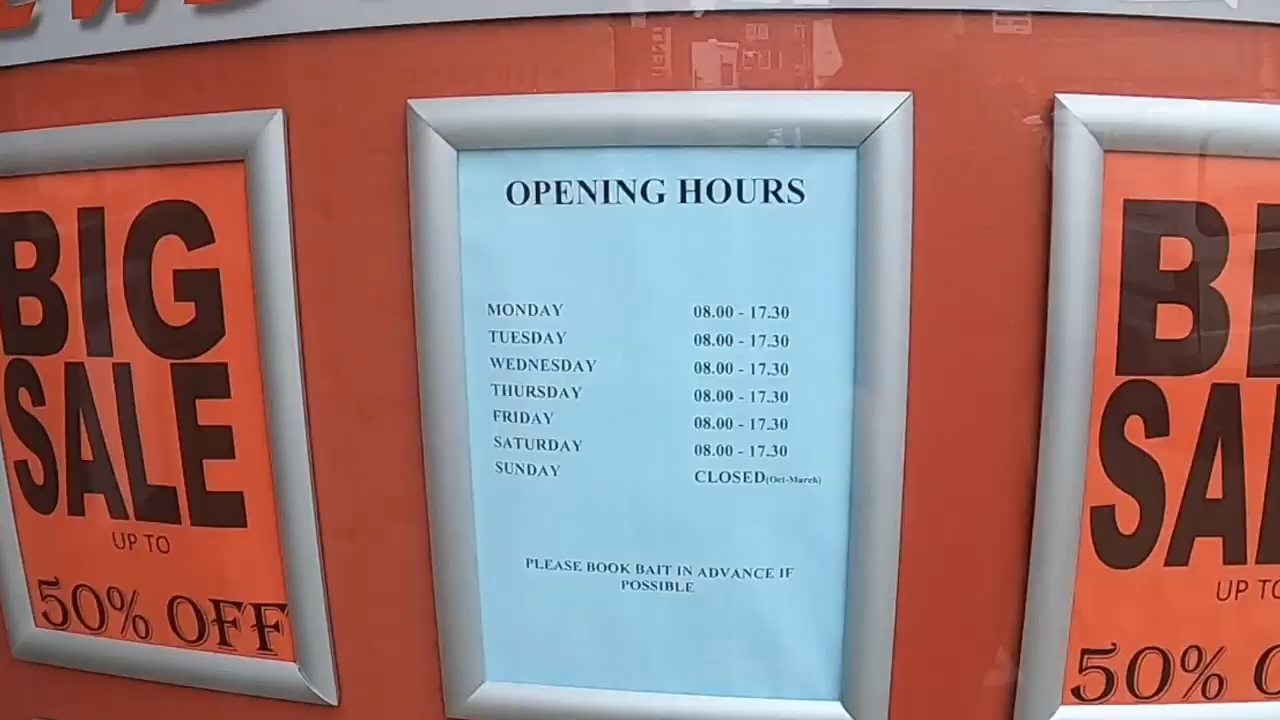 OPENING HOURS
MONDAY 08.00 - 17.30
TUESDAY 08.00 - 17.30
WEDNESDAY 08.00 - 17.30
THURSDAY 08.00 - 17.30
FRIDAY 08.00 - 17.30
SATURDAY 08.00 - 17.30
SUNDAY CLOSED(Oct-March)
PLEASE BOOK BAIT IN ADVANCE IF
POSSIBLE
BIG
SALE
UP TO
50% OFF
UP TO
50%